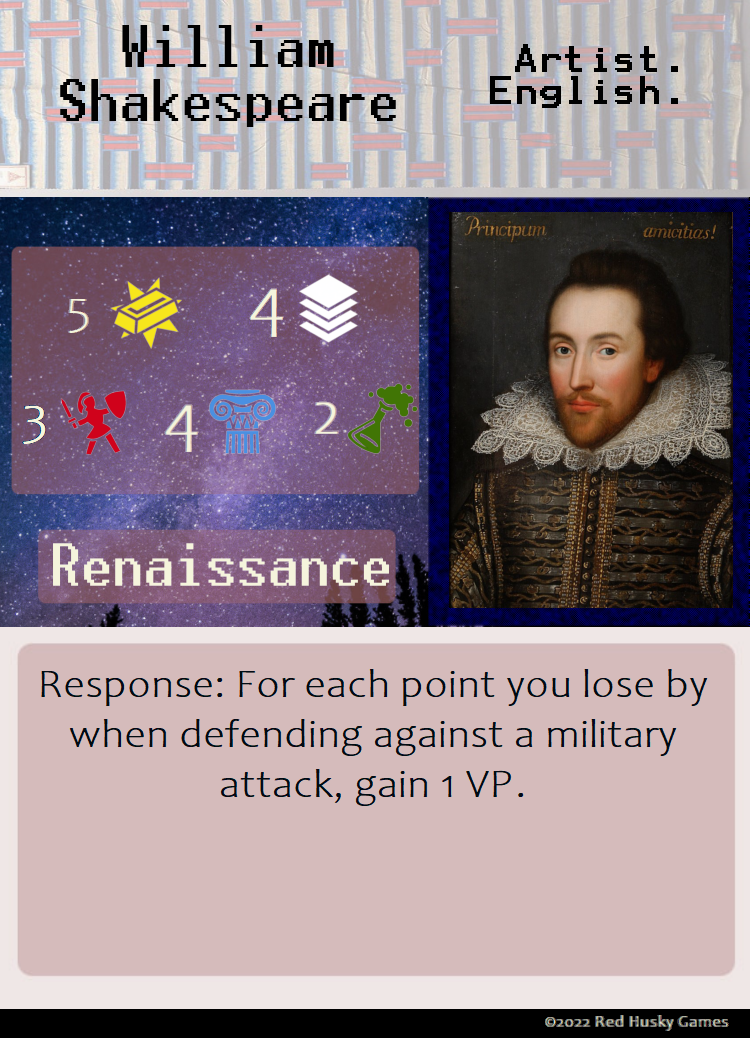 William
Shakespeare
Artist.
English.
Principum amicitias!
5 4
3 4 2
Renaissance
Response: For each point you lose by
when defending against a military
attack, gain 1 VP.
©2022 Red Husky Games